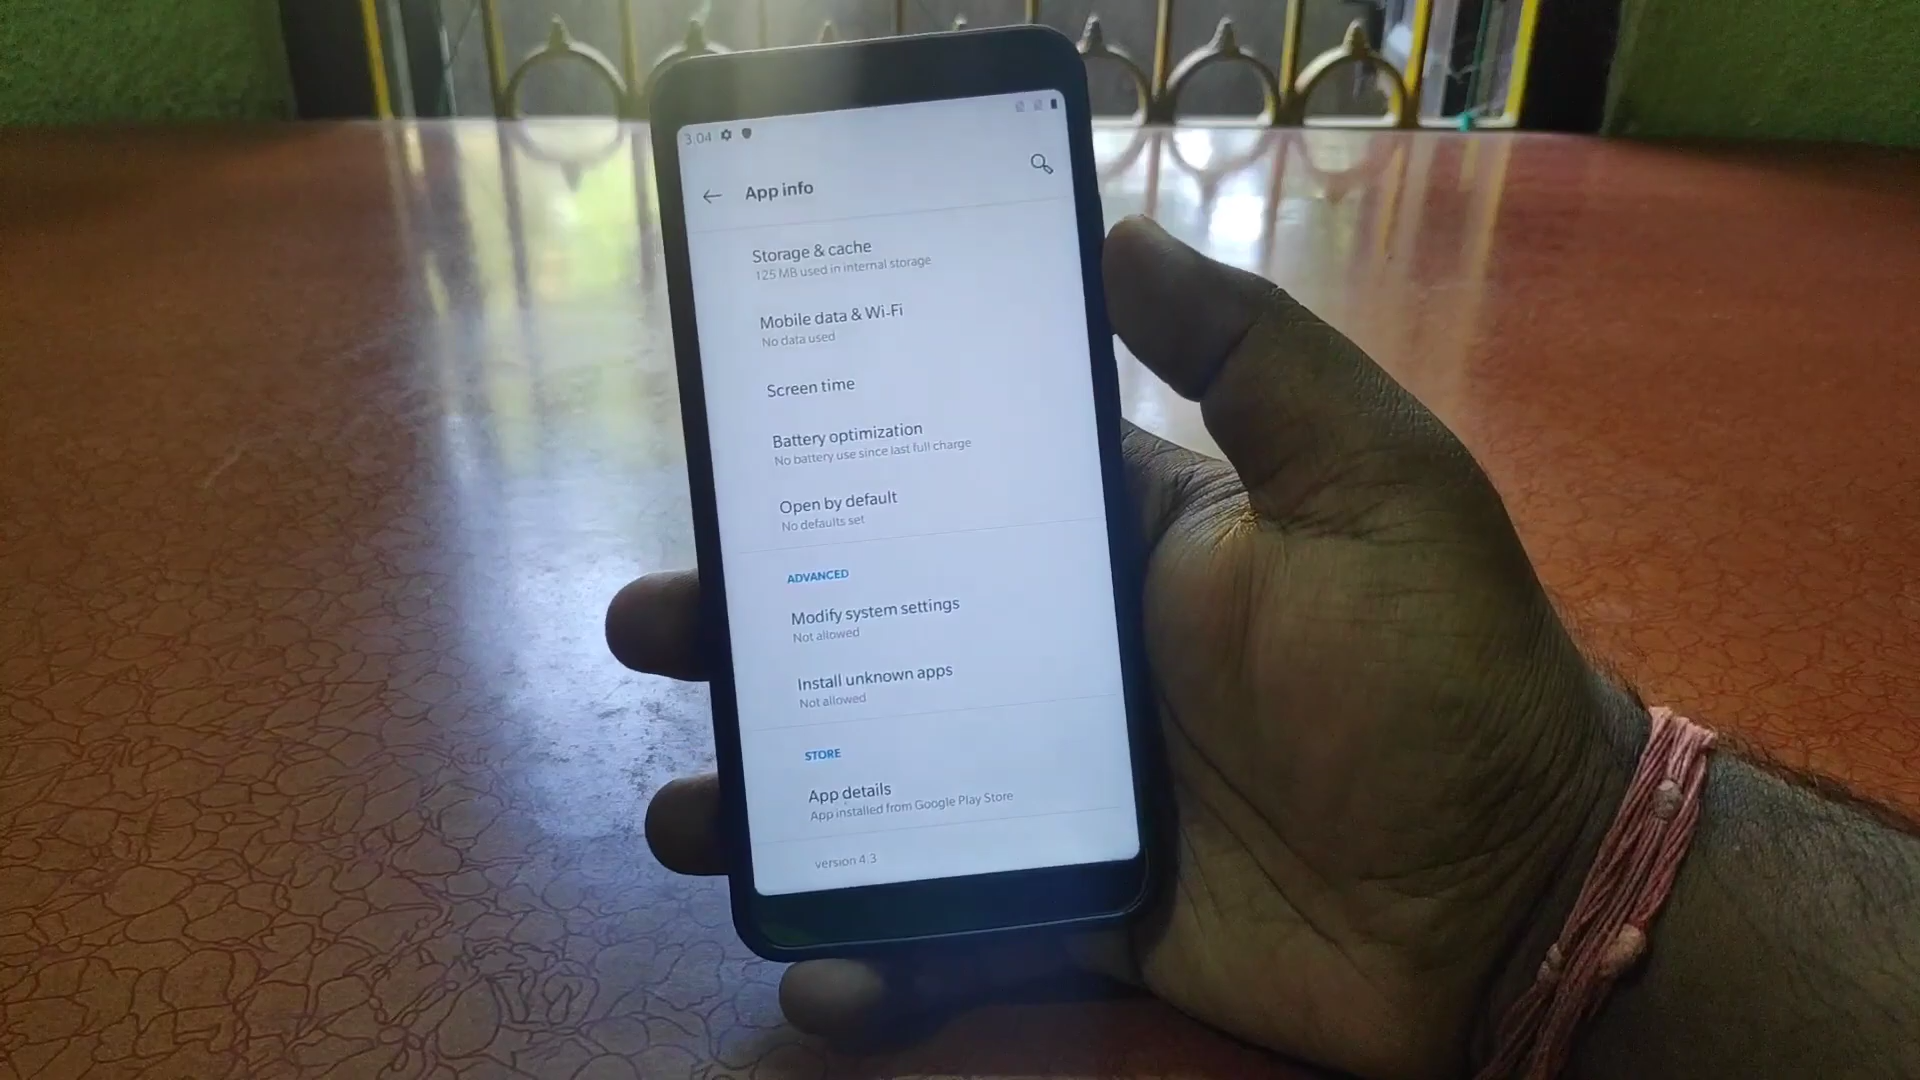 3:04
App info
Storage & cache
125 MB used in internal storage
Mobile data & Wi-Fi
No data used
Screen time
Battery optimization
No battery use since last full charge
Open by default
No defaults set
ADVANCED
Modify system settings
Not allowed
Install unknown apps
Not allowed
STORE
App details
App installed from Google Play Store
version 4.3